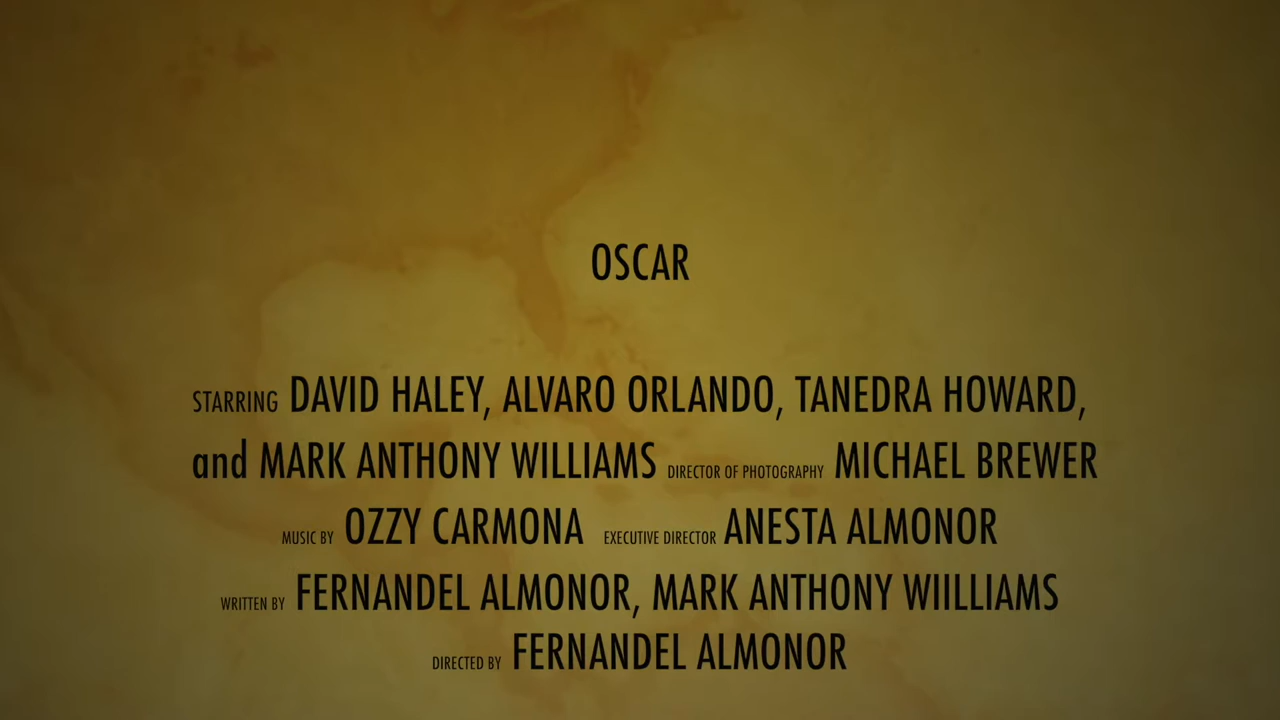 OSCAR
STARRING DAVID HALEY, ALVARO ORLANDO, TANEDRA HOWARD,
and MARK ANTHONY WILLIAMS DIRECTOR OF PHOTOGRAPHY MICHAEL BREWER
MUSIC BY OZZY CARMONA EXECUTIVE DIRECTOR ANESTA ALMONOR
WRITTEN BY FERNANDEL ALMONOR, MARK ANTHONY WIILLIAMS
DIRECTED BY FERNANDEL ALMONOR